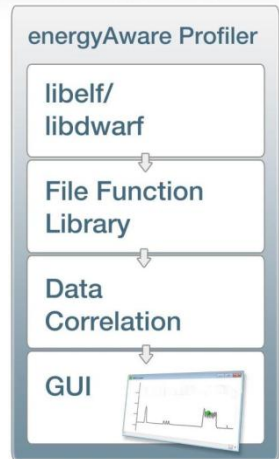 energyAware Profiler
libelf/
libdwarf
File Function
Library
Data
Correlation
GUI